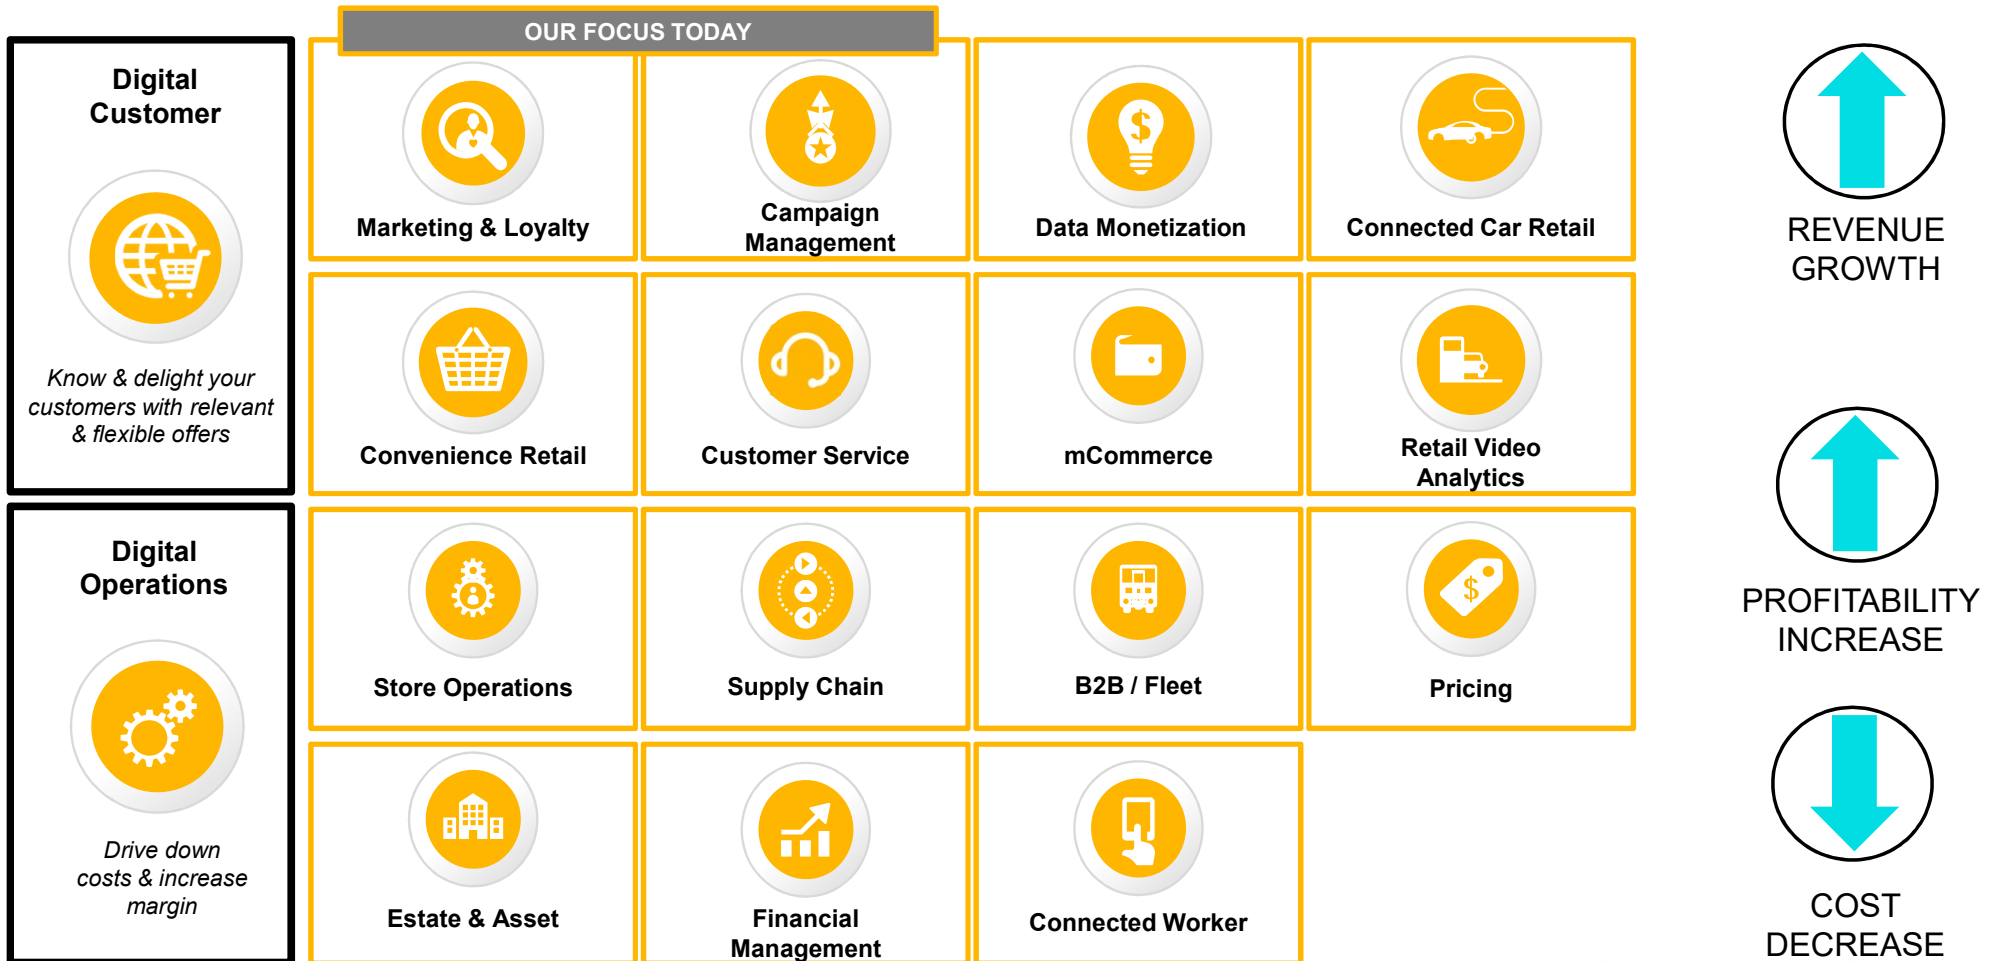 OUR FOCUS TODAY
Digital
Customer
Know & delight your
customers with relevant
& flexible offers
Marketing & Loyalty
Campaign
Management
$
Data Monetization
Connected Car Retail
Convenience Retail
Customer Service
mCommerce
Retail Video
Analytics
Digital
Operations
Drive down
costs & increase
margin
Store Operations
Supply Chain
B2B / Fleet
$
Pricing
Estate & Asset
Financial
Management
Connected Worker
REVENUE
GROWTH
PROFITABILITY
INCREASE
COST
DECREASE